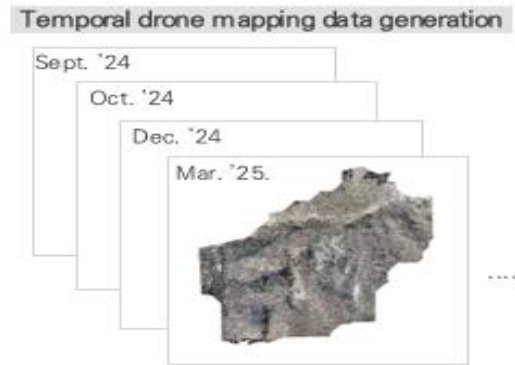 Temporal drone mapping data generation
Sept. '24
Oct. '24
Dec. '24
Mar. '25.
....